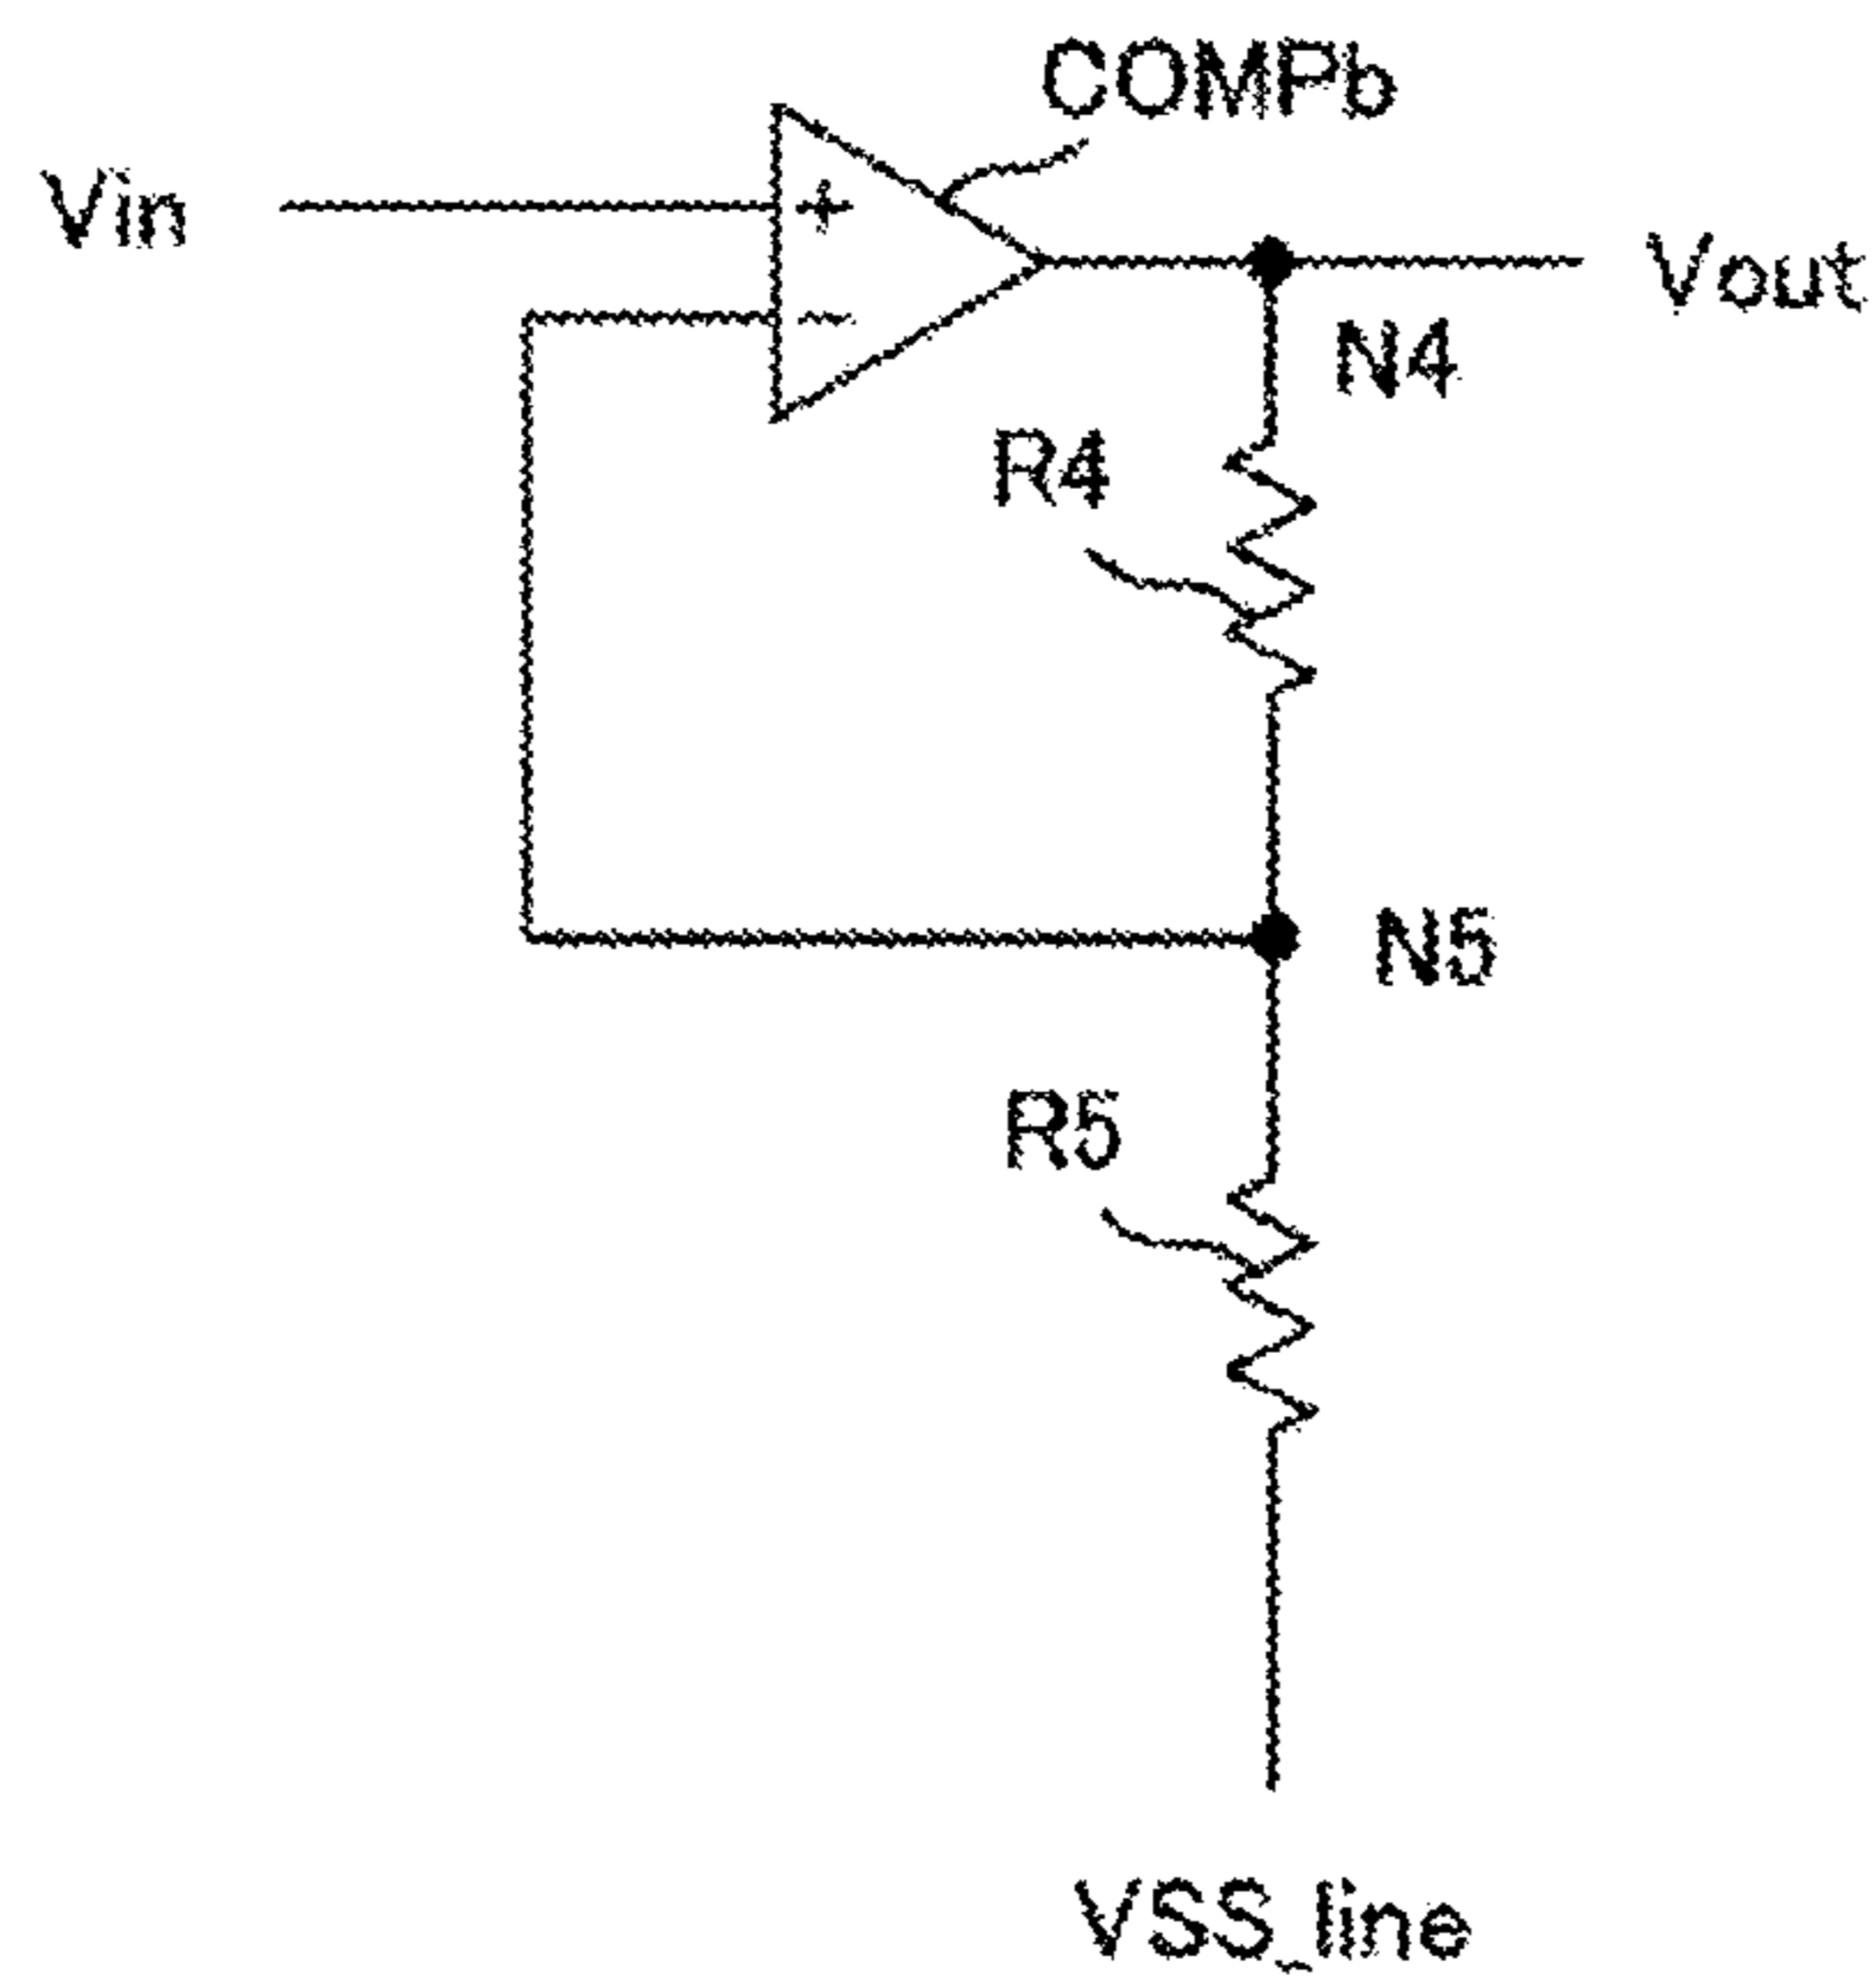 COMPb
Vin
+
Vout
-
N4
R4
N5
R5
VSS_line